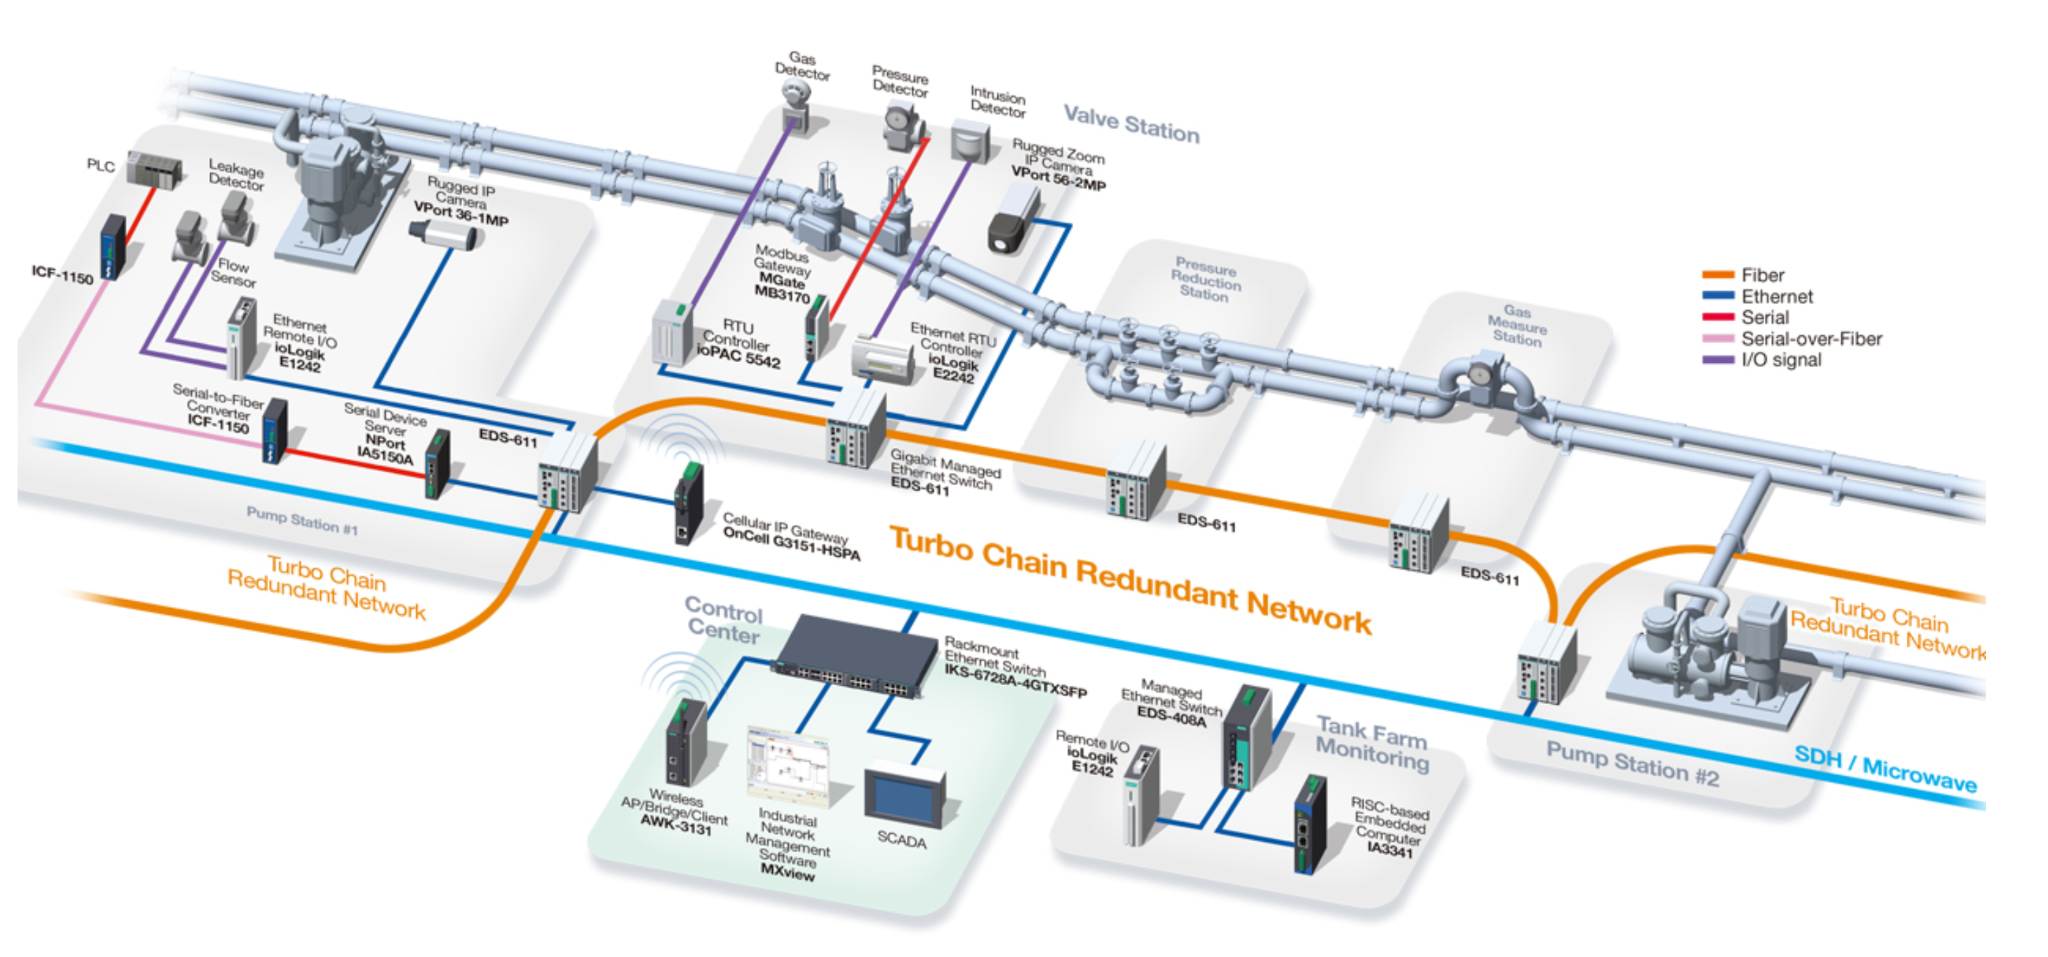 Gas
Detector
Pressure
Detector
Intrusion
Detector
Valve Station
Rugged Zoom
IP Camera
VPort 56-2MP
PLC
Leakage
Detector
Rugged IP
Camera
VPort 36-1MP
ICF-1150
Flow
Sensor
Ethernet
Remote I/O
ioLogik
E1242
Modbus
Gateway
MGate
MB3170
RTU
Controller
ioPAC 5542
Ethernet RTU
Controller
ioLogik
E2242
Pressure
Reduction
Station
Gas
Measure
Station
Fiber
Ethernet
Serial
Serial-over-Fiber
I/O signal
Serial-to-Fiber
Converter
ICF-1150
Serial Device
Server
NPort
IA5150A
EDS-611
Gigabit Managed
Ethernet Switch
EDS-611
EDS-611
EDS-611
Pump Station #1
Cellular IP Gateway
OnCell G3151-HSPA
Turbo Chain Redundant Network
Turbo Chain
Redundant Network
Turbo Chain
Redundant Network
Control
Center
Rackmount
Ethernet Switch
IKS-6728A-4GTXSFP
Wireless
AP/Bridge/Client
AWK-3131
Industrial
Network
Management
Software
MXview
SCADA
Managed
Ethernet Switch
EDS-408A
Remote I/O
ioLogik
E1242
Tank Farm
Monitoring
RISC-based
Embedded
Computer
IA3341
Pump Station #2
SDH / Microwave